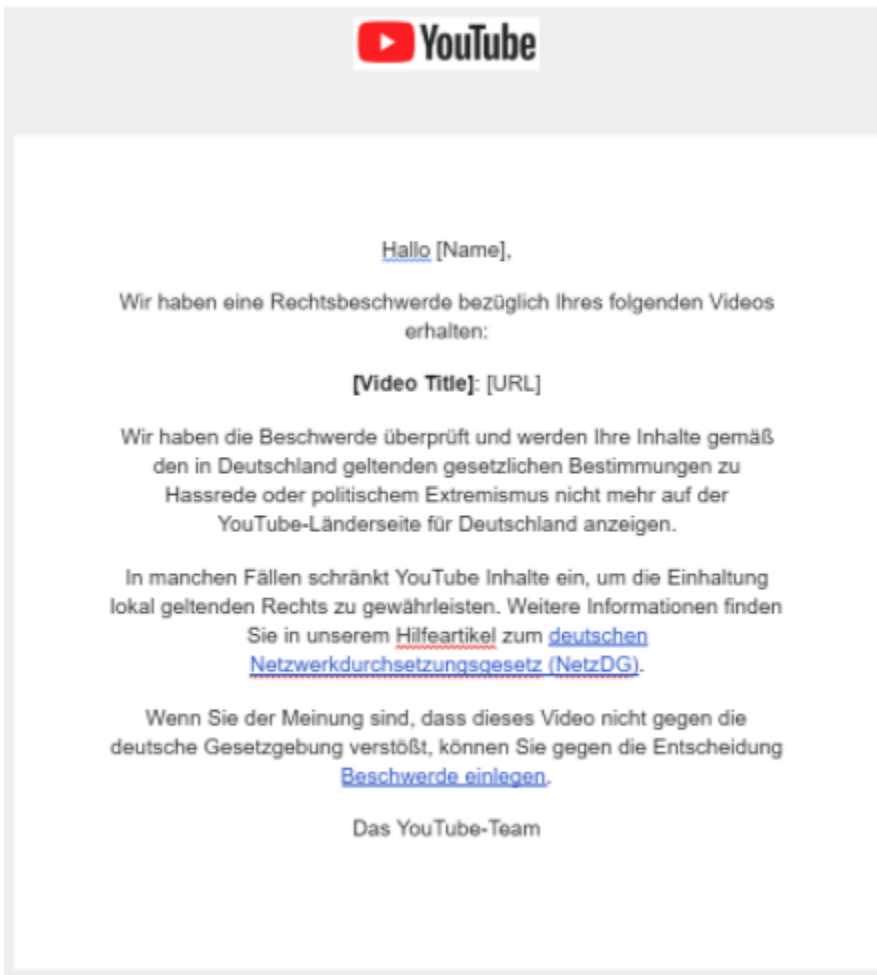 YouTube
Hallo [Name],
Wir haben eine Rechtsbeschwerde bezüglich Ihres folgenden Videos
erhalten:
[Video Title]: [URL]
Wir haben die Beschwerde überprüft und werden Ihre Inhalte gemäß
den in Deutschland geltenden gesetzlichen Bestimmungen zu
Hassrede oder politischem Extremismus nicht mehr auf der
YouTube-Länderseite für Deutschland anzeigen.
In manchen Fällen schränkt YouTube Inhalte ein, um die Einhaltung
lokal geltenden Rechts zu gewährleisten. Weitere Informationen finden
Sie in unserem Hilfeartikel zum deutschen
Netzwerkdurchsetzungsgesetz (NetzDG).
Wenn Sie der Meinung sind, dass dieses Video nicht gegen die
deutsche Gesetzgebung verstößt, können Sie gegen die Entscheidung
Beschwerde einlegen.
Das YouTube-Team